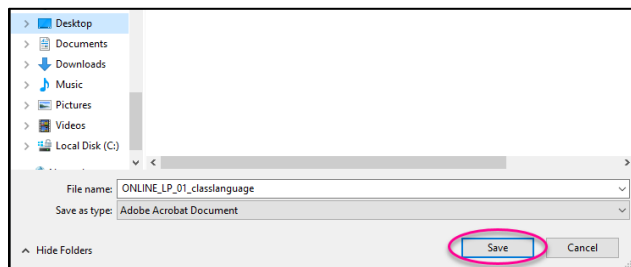 Desktop
Documents
Downloads
Music
Pictures
Videos
Local Disk (C:)
File name: ONLINE_LP_01_classlanguage
Save as type: Adobe Acrobat Document
Hide Folders Save Cancel